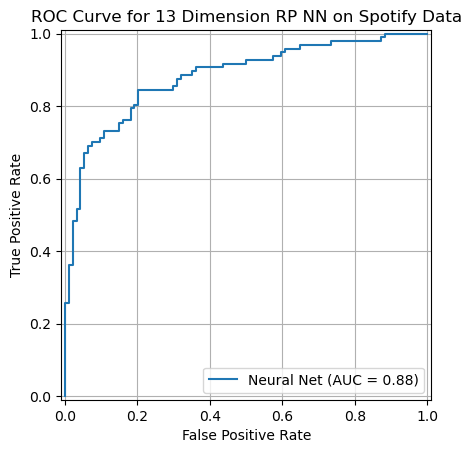 ROC Curve for 13 Dimension RP NN on Spotify Data
True Positive Rate
1.0
0.8
0.6
0.4
0.2
0.0
Neural Net (AUC = 0.88)
0.0 0.2 0.4 0.6 0.8 1.0
False Positive Rate